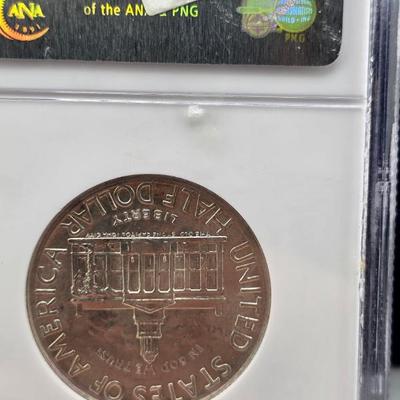 ANA
of the ANA & PNG
PNG
UNITED STATES OF AMERICA
HALF DOLLAR
LIBERTY
IN GOD WE TRUST